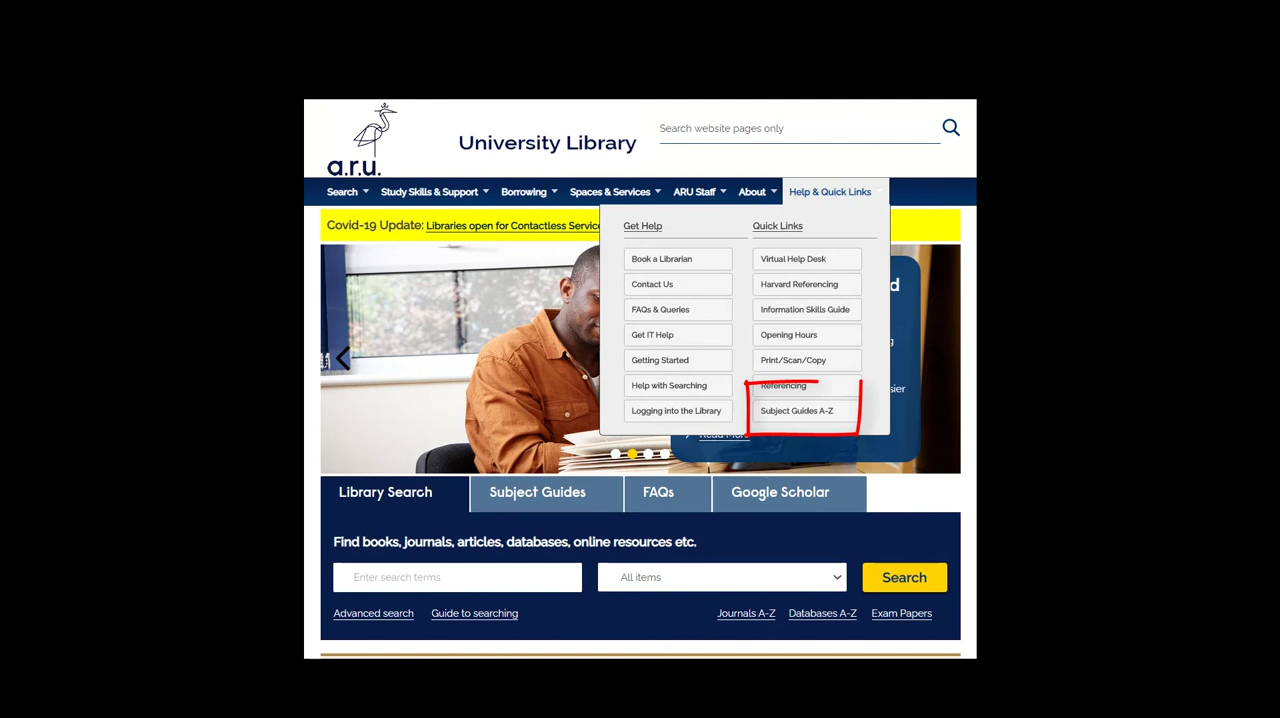 a.r.u.
University Library
Search website pages only
Search
Study Skills & Support
Borrowing
Spaces & Services
ARU Staff
About
Help & Quick Links
Covid-19 Update: Libraries open for Contactless
Get Help
Book a Librarian
Contact Us
FAQs & Queries
Get IT Help
Getting Started
Help with Searching
Logging into the Library
Quick Links
Virtual Help Desk
Harvard Referencing
Information Skills Guide
Opening Hours
Print/Scan/Copy
Referencing
Subject Guides A-Z
Read More
Library Search
Subject Guides
FAQs
Google Scholar
Find books, journals, articles, databases, online resources etc.
Enter search terms
All items
Search
Advanced search
Guide to searching
Journals A-Z
Databases A-Z
Exam Papers